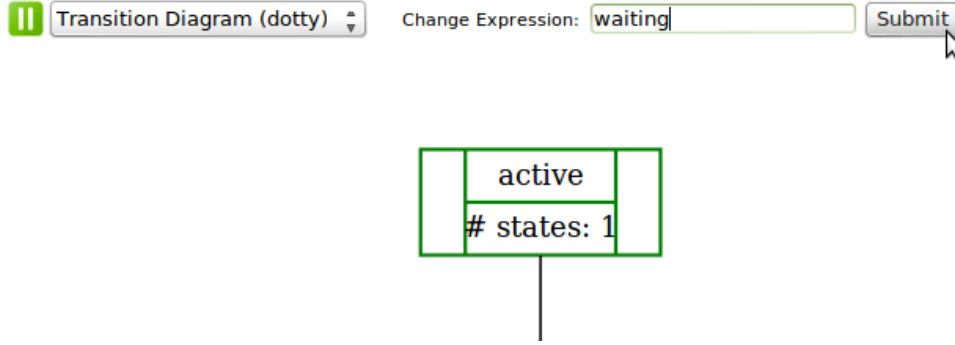 Transition Diagram (dotty) Change Expression: waiting Submit
active
# states: 1